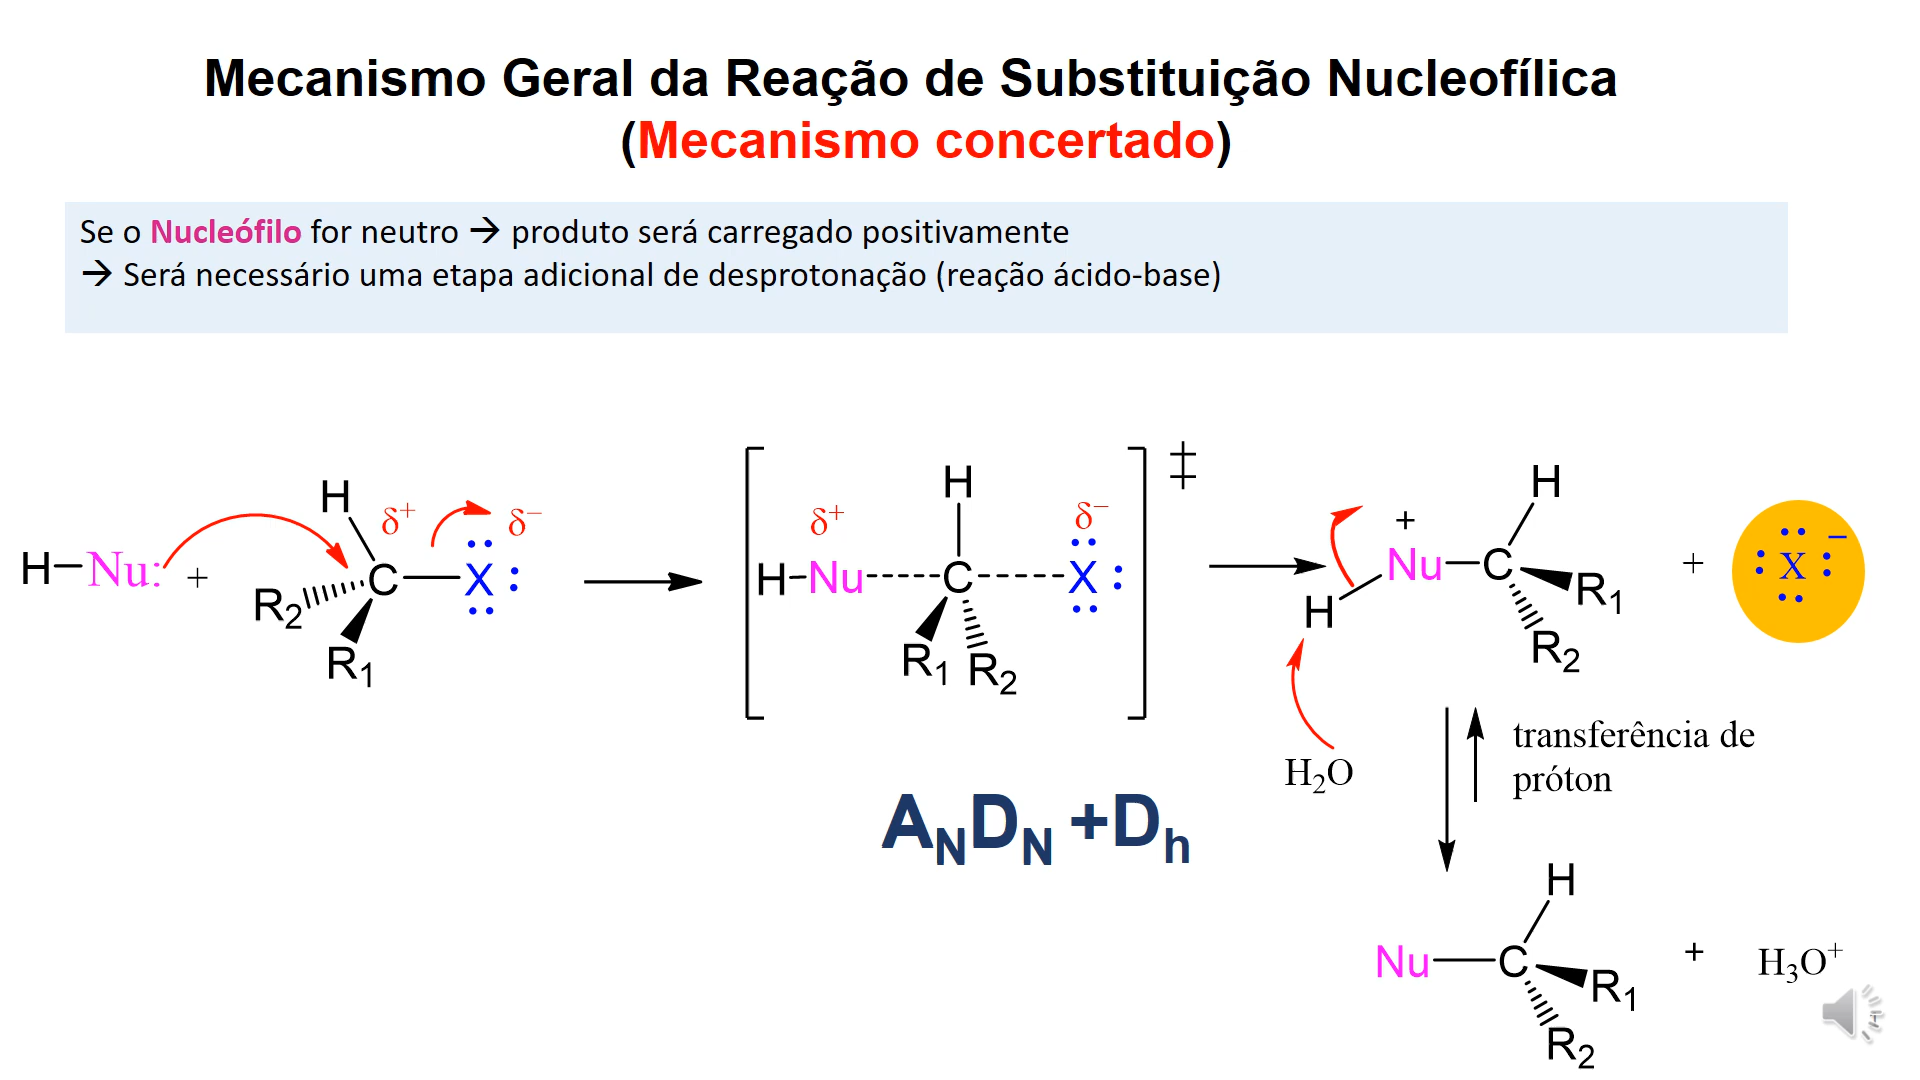 Mecanismo Geral da Reação de Substituição Nucleofílica
(Mecanismo concertado)
Se o Nucleófilo for neutro → produto será carregado positivamente
→ Será necessário uma etapa adicional de desprotonação (reação ácido-base)
H–Nu: + H R₂ R₁ C–X δ⁺ δ⁻
H–Nu C X H R₁ R₂ δ⁺ δ⁻ ‡
H Nu⁺–C H R₁ R₂ + X⁻
H₂O
transferência de
próton
AₙDₙ +Dₕ
Nu–C H R₁ R₂ + H₃O⁺